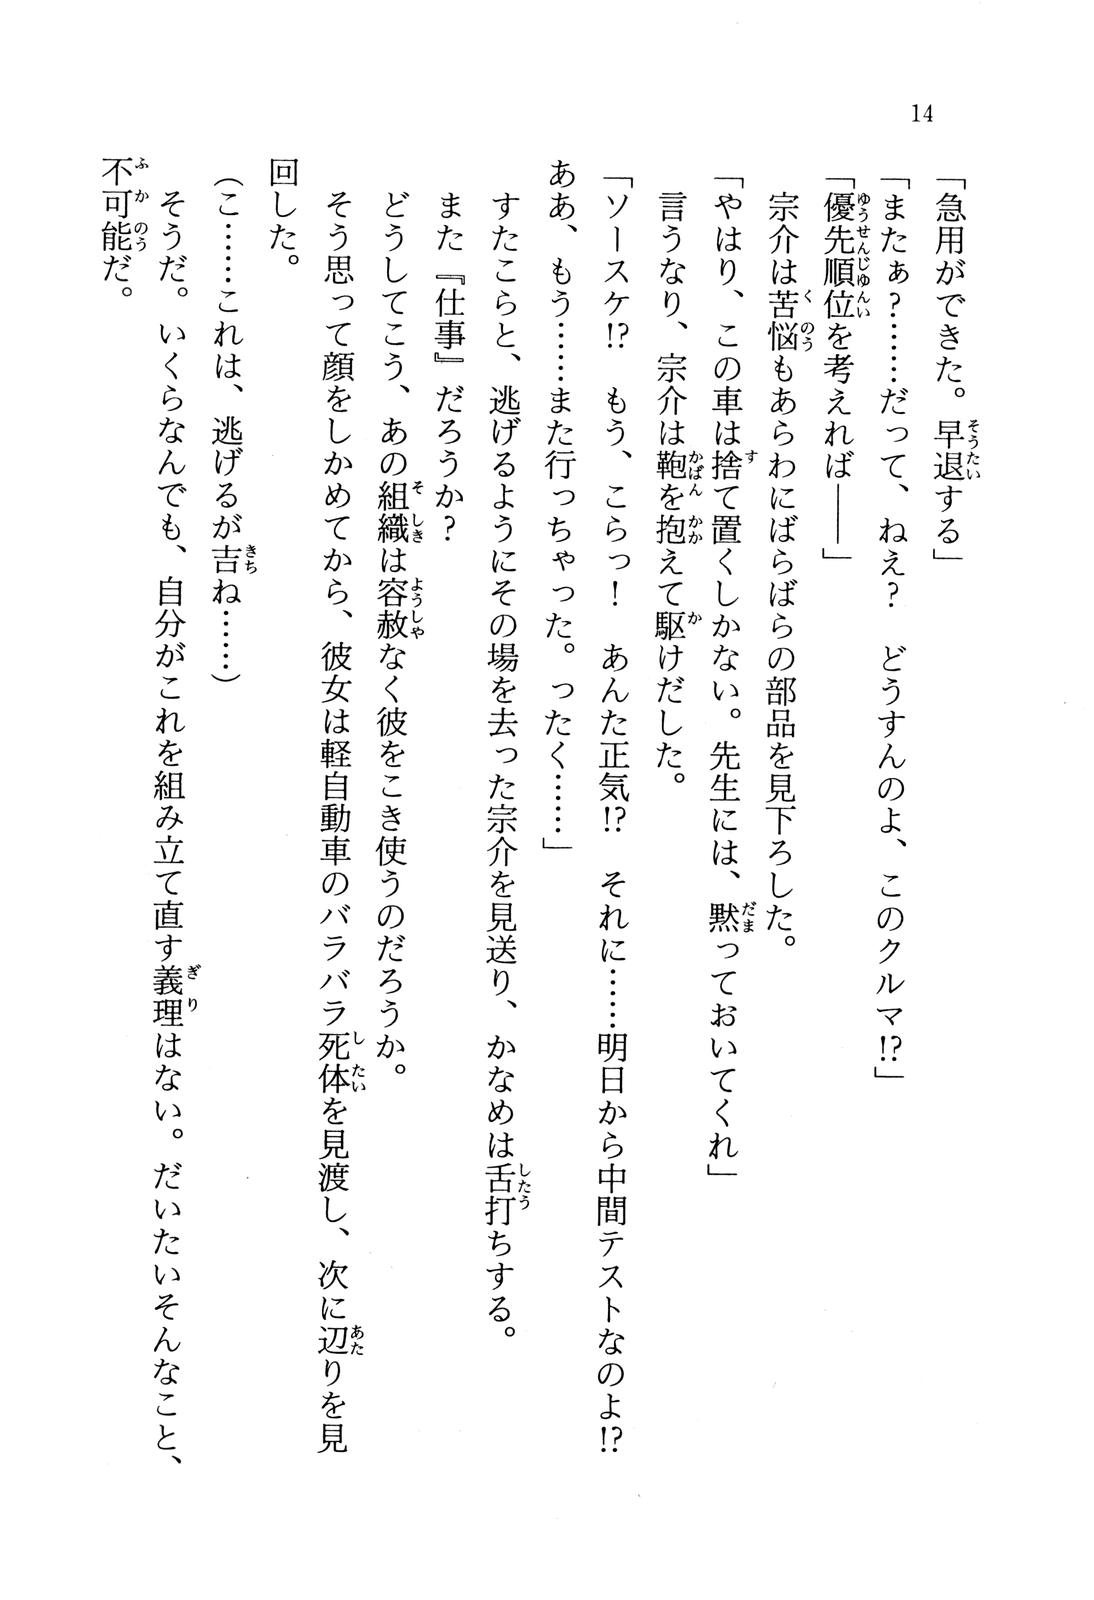 14
「急用ができた。早退する」
「またぁ？……だって、ねえ？　どうすんのよ、このクルマ!?」
「優先順位を考えれば――」
　宗介は苦悩もあらわにばらばらの部品を見下ろした。
「やはり、この車は捨て置くしかない。先生には、黙っておいてくれ」
　言うなり、宗介は鞄を抱えて駆けだした。
「ソースケ!?　もう、こらっ！　あんた正気!?　それに……明日から中間テストなのよ!?
ああ、もう……また行っちゃった。ったく……」
　すたこらと、逃げるようにその場を去った宗介を見送り、かなめは舌打ちする。
　また『仕事』だろうか？
　どうしてこう、あの組織は容赦なく彼をこき使うのだろうか。
　そう思って顔をしかめてから、彼女は軽自動車のバラバラ死体を見渡し、次に辺りを見
回した。
（こ……これは、逃げるが吉ね……）
　そうだ。いくらなんでも、自分がこれを組み立て直す義理はない。だいたいそんなこと、
不可能だ。